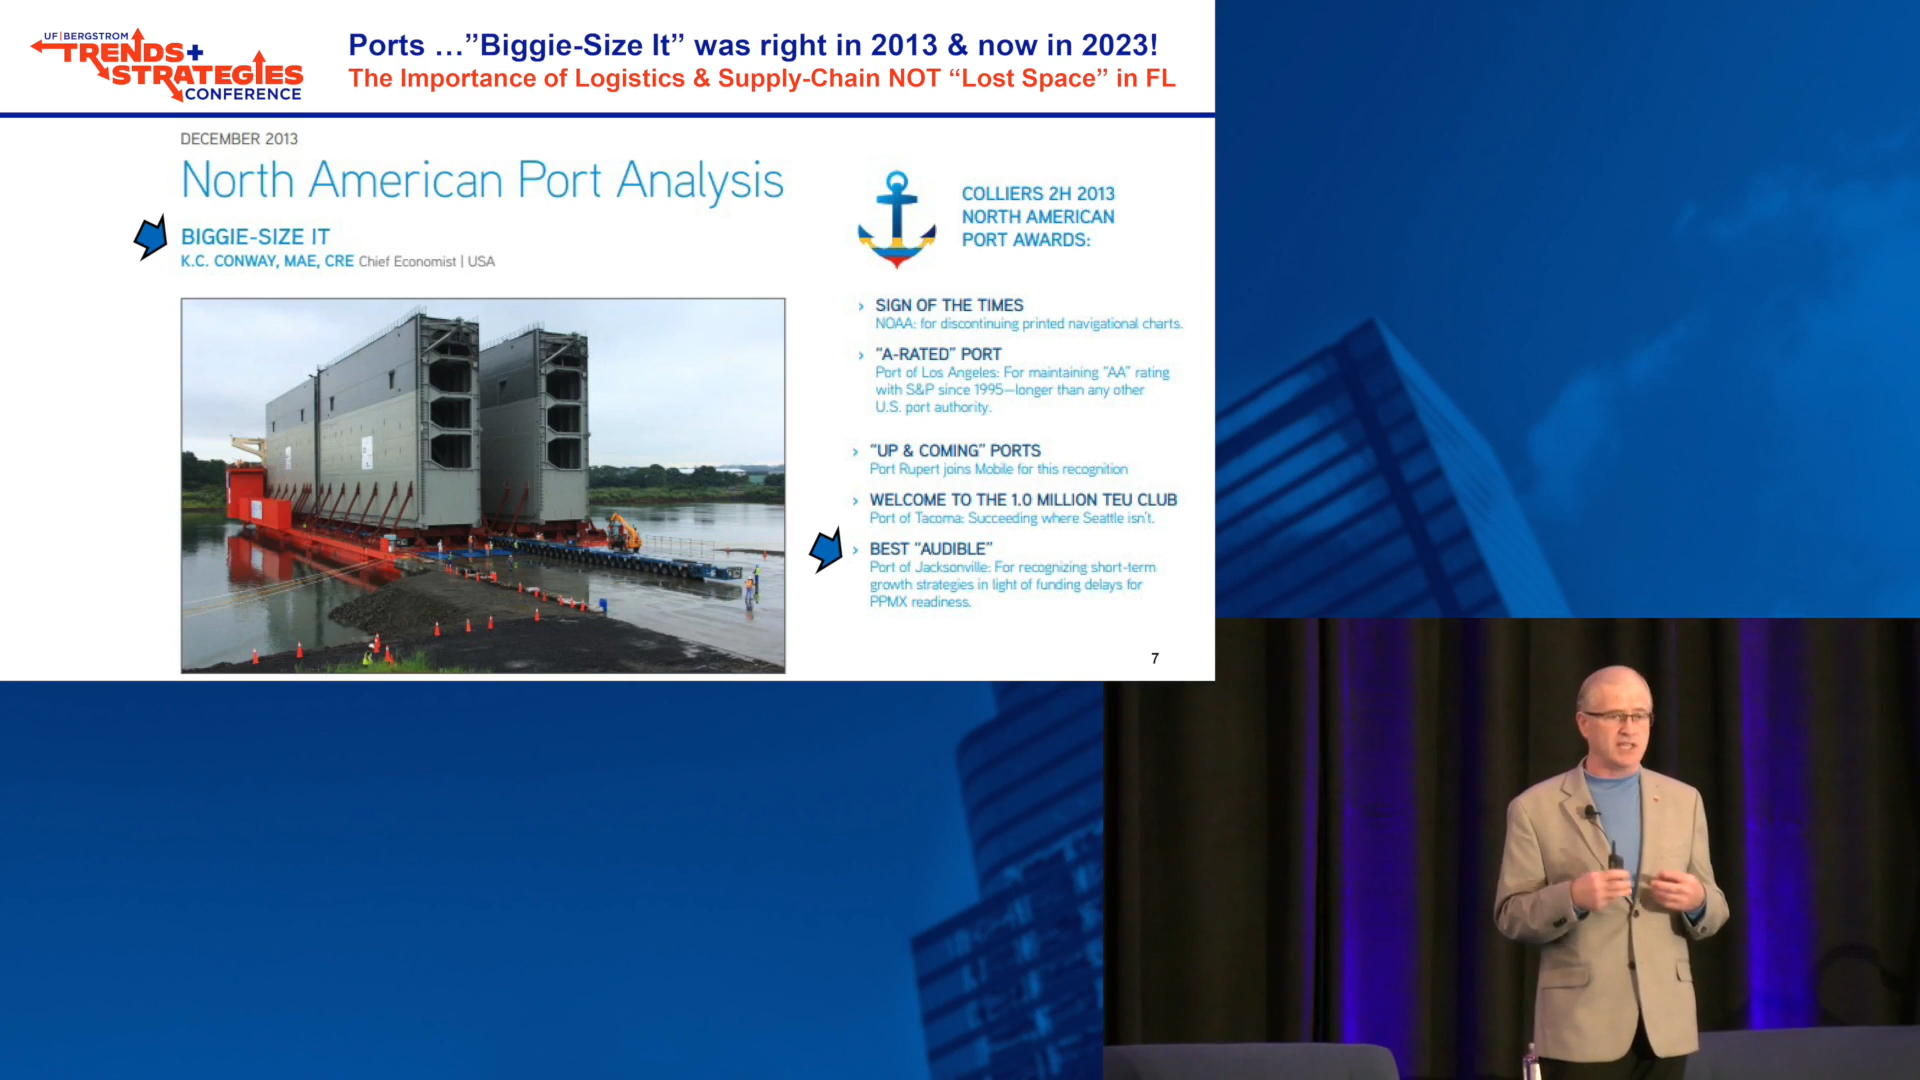 UF|BERGSTROM
TRENDS+
STRATEGIES
CONFERENCE
Ports …”Biggie-Size It” was right in 2013 & now in 2023!
The Importance of Logistics & Supply-Chain NOT “Lost Space” in FL
DECEMBER 2013
North American Port Analysis
BIGGIE-SIZE IT
K.C. CONWAY, MAE, CRE Chief Economist | USA
COLLIERS 2H 2013
NORTH AMERICAN
PORT AWARDS:
› SIGN OF THE TIMES
NOAA: for discontinuing printed navigational charts.
› “A-RATED” PORT
Port of Los Angeles: For maintaining “AA” rating
with S&P since 1995—longer than any other
U.S. port authority.
› “UP & COMING” PORTS
Port Rupert joins Mobile for this recognition
› WELCOME TO THE 1.0 MILLION TEU CLUB
Port of Tacoma: Succeeding where Seattle isn’t.
› BEST “AUDIBLE”
Port of Jacksonville: For recognizing short-term
growth strategies in light of funding delays for
PPMX readiness.
7